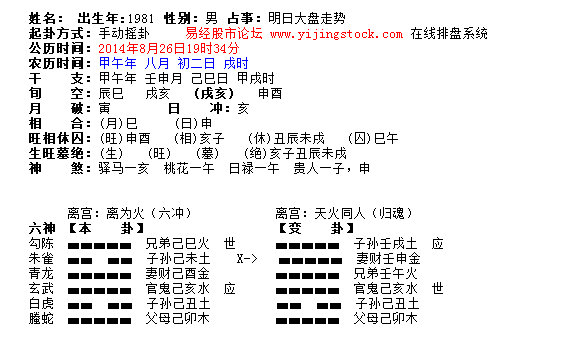 姓名: 出生年:1981 性别: 男 占事: 明日大盘走势
起卦方式: 手动摇卦 易经股市论坛 www.yijingstock.com 在线排盘系统
公历时间: 2014年8月26日19时34分
农历时间: 甲午年 八月 初二日 戌时
干 支: 甲午年 壬申月 己巳日 甲戌时
旬 空: 辰巳 戌亥 (戌亥) 申酉
月 破: 寅 日 冲: 亥
相 合: (月)巳 (日)申
旺相休囚: (旺)申酉 (相)亥子 (休)丑辰未戌 (囚)巳午
生旺墓绝: (生) (旺) (墓) (绝)亥子丑辰未戌
神 煞: 驿马—亥 桃花—午 日禄—午 贵人—子,申
离宫: 离为火 (六冲) 离宫: 天火同人 (归魂)
六神 【本 卦】 【变 卦】
勾陈 兄弟己巳火 世 子孙壬戌土 应
朱雀 子孙己未土 X-> 妻财壬申金
青龙 妻财己酉金 兄弟壬午火
玄武 官鬼己亥水 应 官鬼己亥水 世
白虎 子孙己丑土 子孙己丑土
螣蛇 父母己卯木 父母己卯木